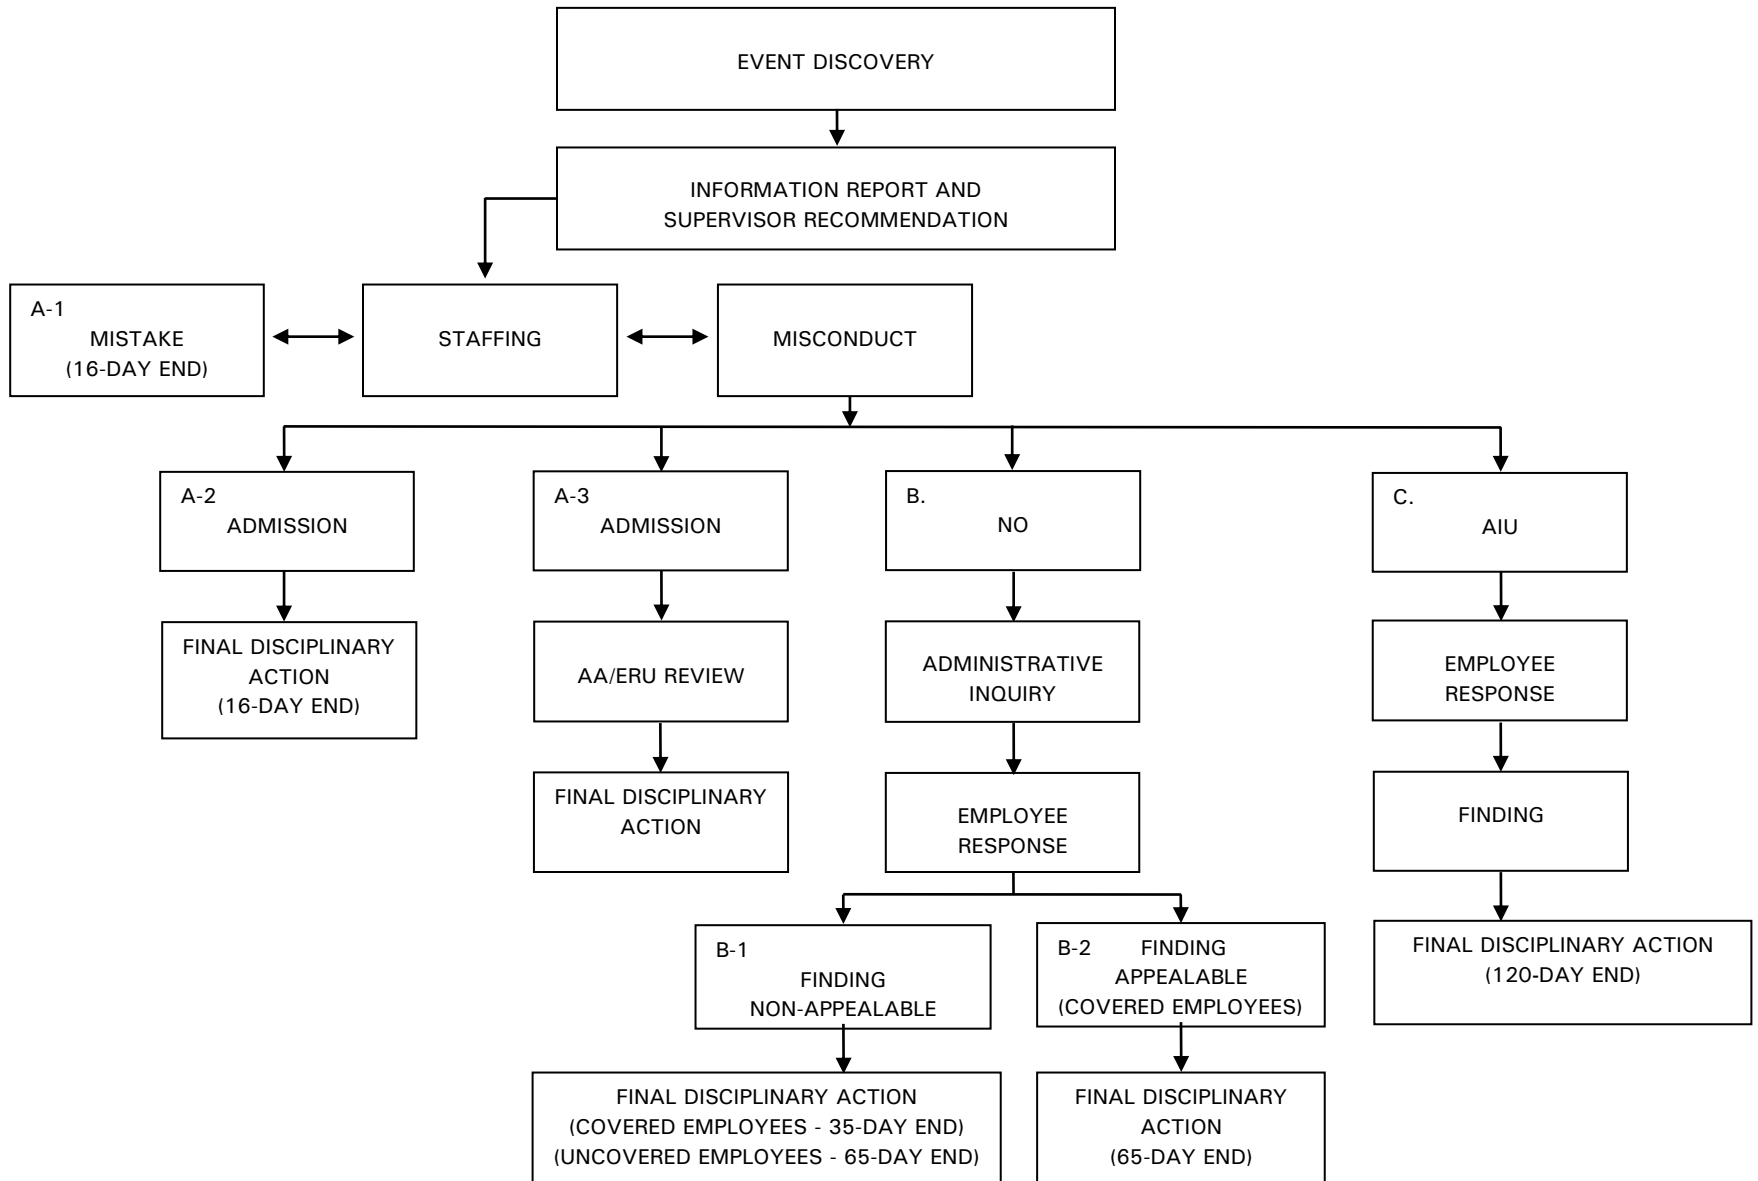 EVENT DISCOVERY
INFORMATION REPORT AND
SUPERVISOR RECOMMENDATION
A-1
MISTAKE
(16-DAY END)
STAFFING
MISCONDUCT
A-2
ADMISSION
A-3
ADMISSION
B.
NO
C.
AIU
FINAL DISCIPLINARY
ACTION
(16-DAY END)
AA/ERU REVIEW
ADMINISTRATIVE
INQUIRY
EMPLOYEE
RESPONSE
FINAL DISCIPLINARY
ACTION
EMPLOYEE
RESPONSE
FINDING
B-1
FINDING
NON-APPEALABLE
B-2 FINDING
APPEALABLE
(COVERED EMPLOYEES)
FINAL DISCIPLINARY ACTION
(120-DAY END)
FINAL DISCIPLINARY ACTION
(COVERED EMPLOYEES - 35-DAY END)
(UNCOVERED EMPLOYEES - 65-DAY END)
FINAL DISCIPLINARY
ACTION
(65-DAY END)